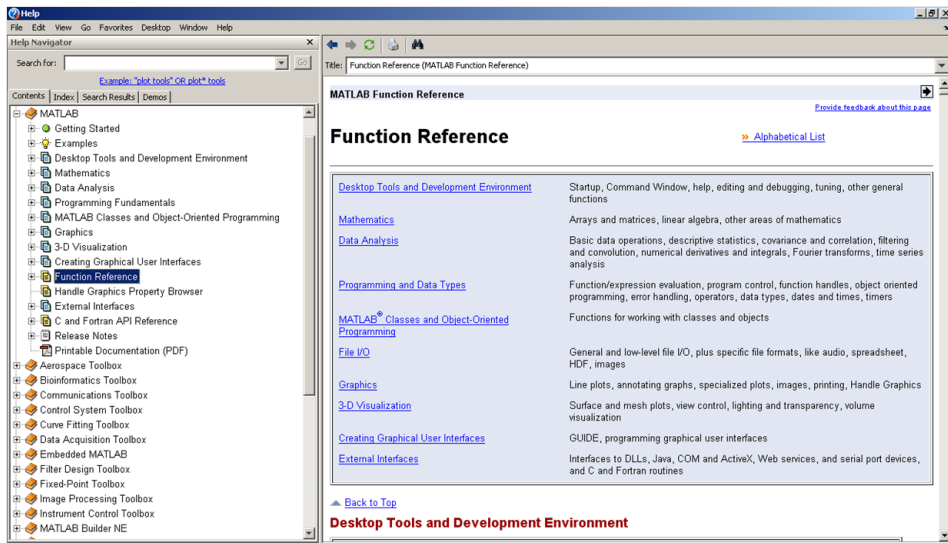 Help
File Edit View Go Favorites Desktop Window Help
Help Navigator
Search for:
Go
Example: "plot tools" OR plot* tools
Contents Index Search Results Demos
MATLAB
Getting Started
Examples
Desktop Tools and Development Environment
Mathematics
Data Analysis
Programming Fundamentals
MATLAB Classes and Object-Oriented Programming
Graphics
3-D Visualization
Creating Graphical User Interfaces
Function Reference
Handle Graphics Property Browser
External Interfaces
C and Fortran API Reference
Release Notes
Printable Documentation (PDF)
Aerospace Toolbox
Bioinformatics Toolbox
Communications Toolbox
Control System Toolbox
Curve Fitting Toolbox
Data Acquisition Toolbox
Embedded MATLAB
Filter Design Toolbox
Fixed-Point Toolbox
Image Processing Toolbox
Instrument Control Toolbox
MATLAB Builder NE
Title: Function Reference (MATLAB Function Reference)
MATLAB Function Reference
Provide feedback about this page
Function Reference
» Alphabetical List
Desktop Tools and Development Environment
Startup, Command Window, help, editing and debugging, tuning, other general
functions
Mathematics
Arrays and matrices, linear algebra, other areas of mathematics
Data Analysis
Basic data operations, descriptive statistics, covariance and correlation, filtering
and convolution, numerical derivatives and integrals, Fourier transforms, time series
analysis
Programming and Data Types
Function/expression evaluation, program control, function handles, object oriented
programming, error handling, operators, data types, dates and times, timers
MATLAB® Classes and Object-Oriented
Programming
Functions for working with classes and objects
File I/O
General and low-level file I/O, plus specific file formats, like audio, spreadsheet,
HDF, images
Graphics
Line plots, annotating graphs, specialized plots, images, printing, Handle Graphics
3-D Visualization
Surface and mesh plots, view control, lighting and transparency, volume
visualization
Creating Graphical User Interfaces
GUIDE, programming graphical user interfaces
External Interfaces
Interfaces to DLLs, Java, COM and ActiveX, Web services, and serial port devices,
and C and Fortran routines
Back to Top
Desktop Tools and Development Environment